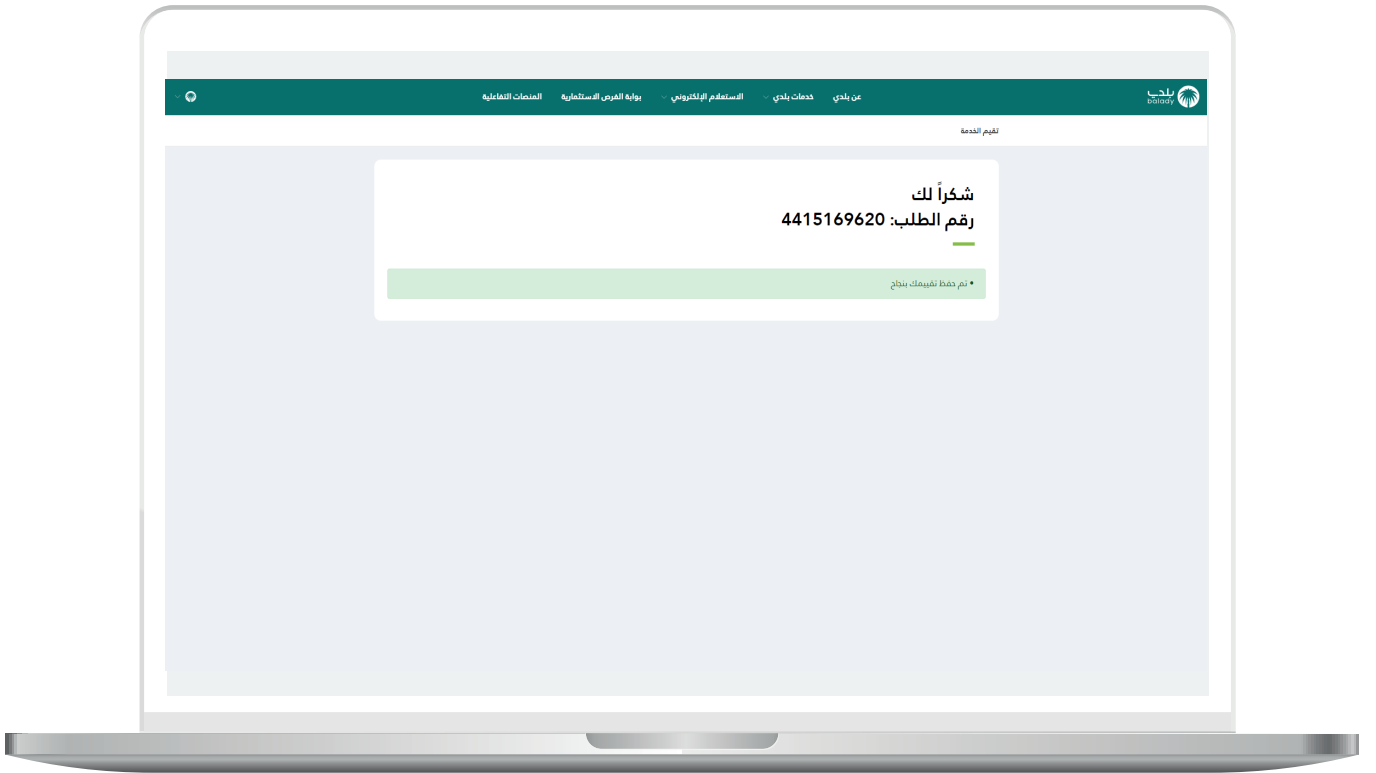 بلدي
balady
عن بلدي
خدمات بلدي
الاستعلام الإلكتروني
بوابة الفرص الاستثمارية
المنصات التفاعلية
تقيم الخدمة
شكراً لك
رقم الطلب: 4415169620
• تم حفظ تقييمك بنجاح